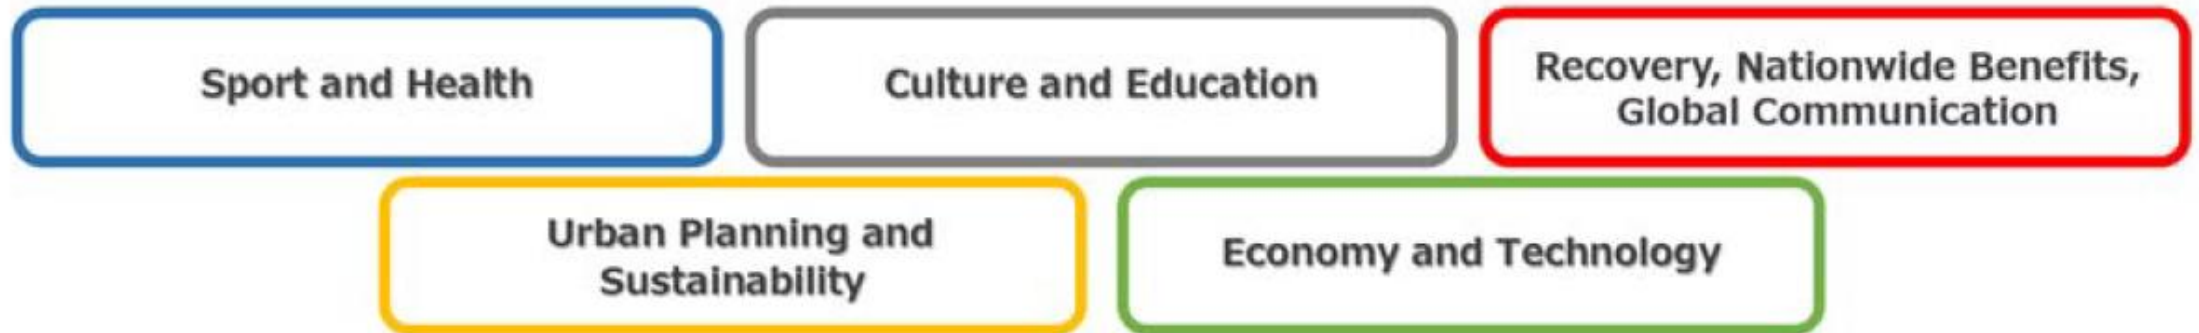 Sport and Health
Culture and Education
Recovery, Nationwide Benefits,
Global Communication
Urban Planning and
Sustainability
Economy and Technology